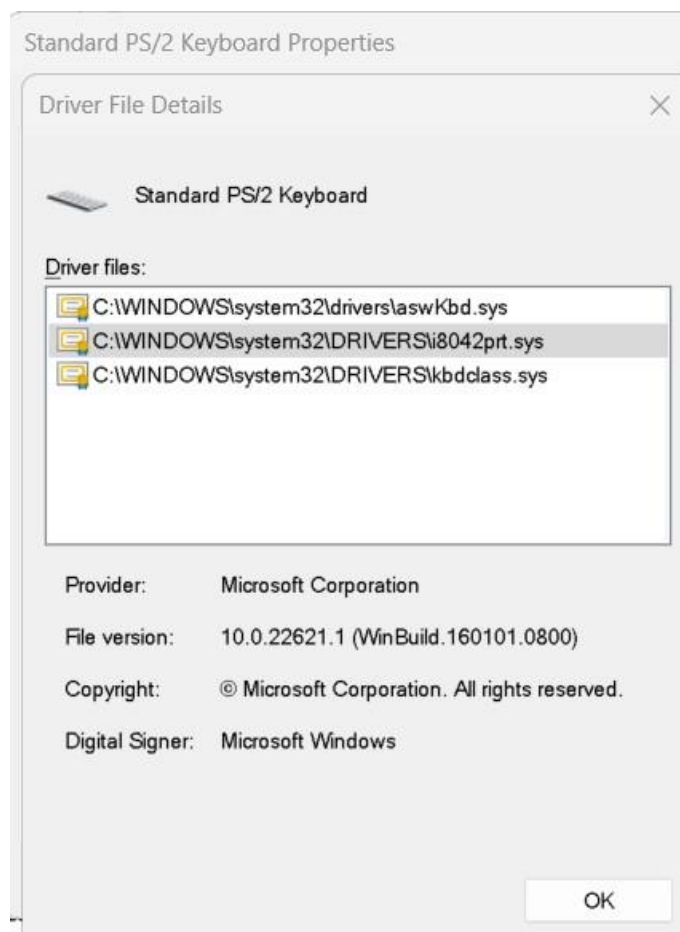 Standard PS/2 Keyboard Properties
Driver File Details
Standard PS/2 Keyboard
Driver files:
C:\WINDOWS\system32\drivers\aswKbd.sys
C:\WINDOWS\system32\DRIVERS\i8042prt.sys
C:\WINDOWS\system32\DRIVERS\kbdclass.sys
Provider: Microsoft Corporation
File version: 10.0.22621.1 (WinBuild.160101.0800)
Copyright: © Microsoft Corporation. All rights reserved.
Digital Signer: Microsoft Windows
OK